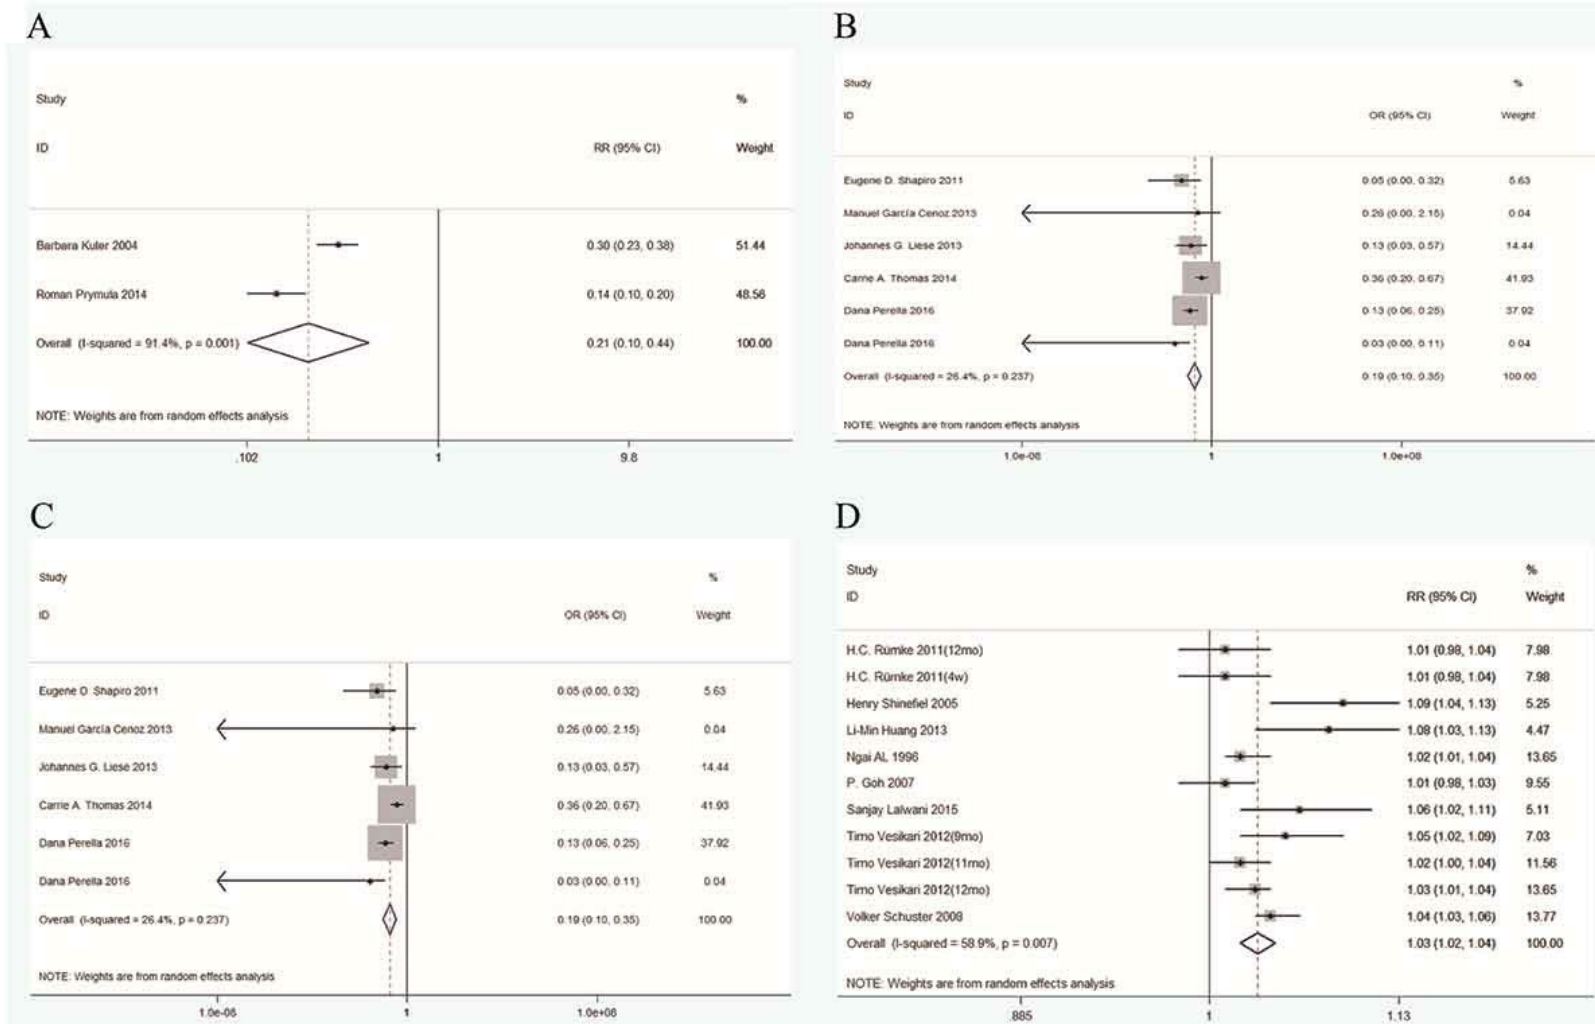 A
Study %
ID RR (95% CI) Weight
Barbara Kuter 2004 0.30 (0.23, 0.38) 51.44
Roman Prymula 2014 0.14 (0.10, 0.20) 48.56
Overall (I-squared = 91.4%, p = 0.001) 0.21 (0.10, 0.44) 100.00
NOTE: Weights are from random effects analysis
.102 1 9.8
B
Study %
ID OR (95% CI) Weight
Eugene D. Shapiro 2011 0.05 (0.00, 0.32) 5.63
Manuel García Cenoz 2013 0.26 (0.00, 2.15) 0.04
Johannes G. Liese 2013 0.13 (0.03, 0.57) 14.44
Carrie A. Thomas 2014 0.36 (0.20, 0.67) 41.93
Dana Perella 2016 0.13 (0.06, 0.25) 37.92
Dana Perella 2016 0.03 (0.00, 0.11) 0.04
Overall (I-squared = 26.4%, p = 0.237) 0.19 (0.10, 0.35) 100.00
NOTE: Weights are from random effects analysis
1.0e-06 1 1.0e+06
C
Study %
ID OR (95% CI) Weight
Eugene O Shapiro 2011 0.05 (0.00, 0.32) 5.63
Manuel García Cenoz 2013 0.26 (0.00, 2.15) 0.04
Johannes G. Liese 2013 0.13 (0.03, 0.57) 14.44
Carrie A. Thomas 2014 0.36 (0.20, 0.67) 41.93
Dana Perella 2016 0.13 (0.06, 0.25) 37.92
Dana Perella 2016 0.03 (0.00, 0.11) 0.04
Overall (I-squared = 26.4%, p = 0.237) 0.19 (0.10, 0.35) 100.00
NOTE: Weights are from random effects analysis
1.0e-06 1 1.0e+06
D
Study %
ID RR (95% CI) Weight
H.C. Rümke 2011(12mo) 1.01 (0.98, 1.04) 7.98
H.C. Rümke 2011(4w) 1.01 (0.98, 1.04) 7.98
Henry Shinefiel 2005 1.09 (1.04, 1.13) 5.25
Li-Min Huang 2013 1.08 (1.03, 1.13) 4.47
Ngai AL 1996 1.02 (1.01, 1.04) 13.65
P. Goh 2007 1.01 (0.98, 1.03) 9.55
Sanjay Lalwani 2015 1.06 (1.02, 1.11) 5.11
Timo Vesikari 2012(9mo) 1.05 (1.02, 1.09) 7.03
Timo Vesikari 2012(11mo) 1.02 (1.00, 1.04) 11.56
Timo Vesikari 2012(12mo) 1.03 (1.01, 1.04) 13.65
Volker Schuster 2008 1.04 (1.03, 1.06) 13.77
Overall (I-squared = 58.9%, p = 0.007) 1.03 (1.02, 1.04) 100.00
NOTE: Weights are from random effects analysis
.885 1 1.13